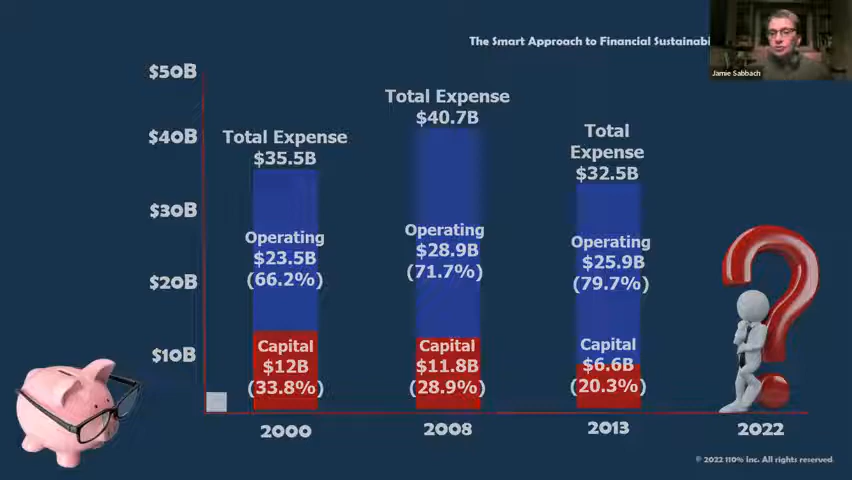 The Smart Approach to Financial
Jamie Sabbach
$50B
$40B
$30B
$20B
$10B
Total Expense
$35.5B
Operating
$23.5B
(66.2%)
Capital
$12B
(33.8%)
2000
Total Expense
$40.7B
Operating
$28.9B
(71.7%)
Capital
$11.8B
(28.9%)
2008
Total
Expense
$32.5B
Operating
$25.9B
(79.7%)
Capital
$6.6B
(20.3%)
2013
2022
© 2022 110% Inc. All rights reserved.